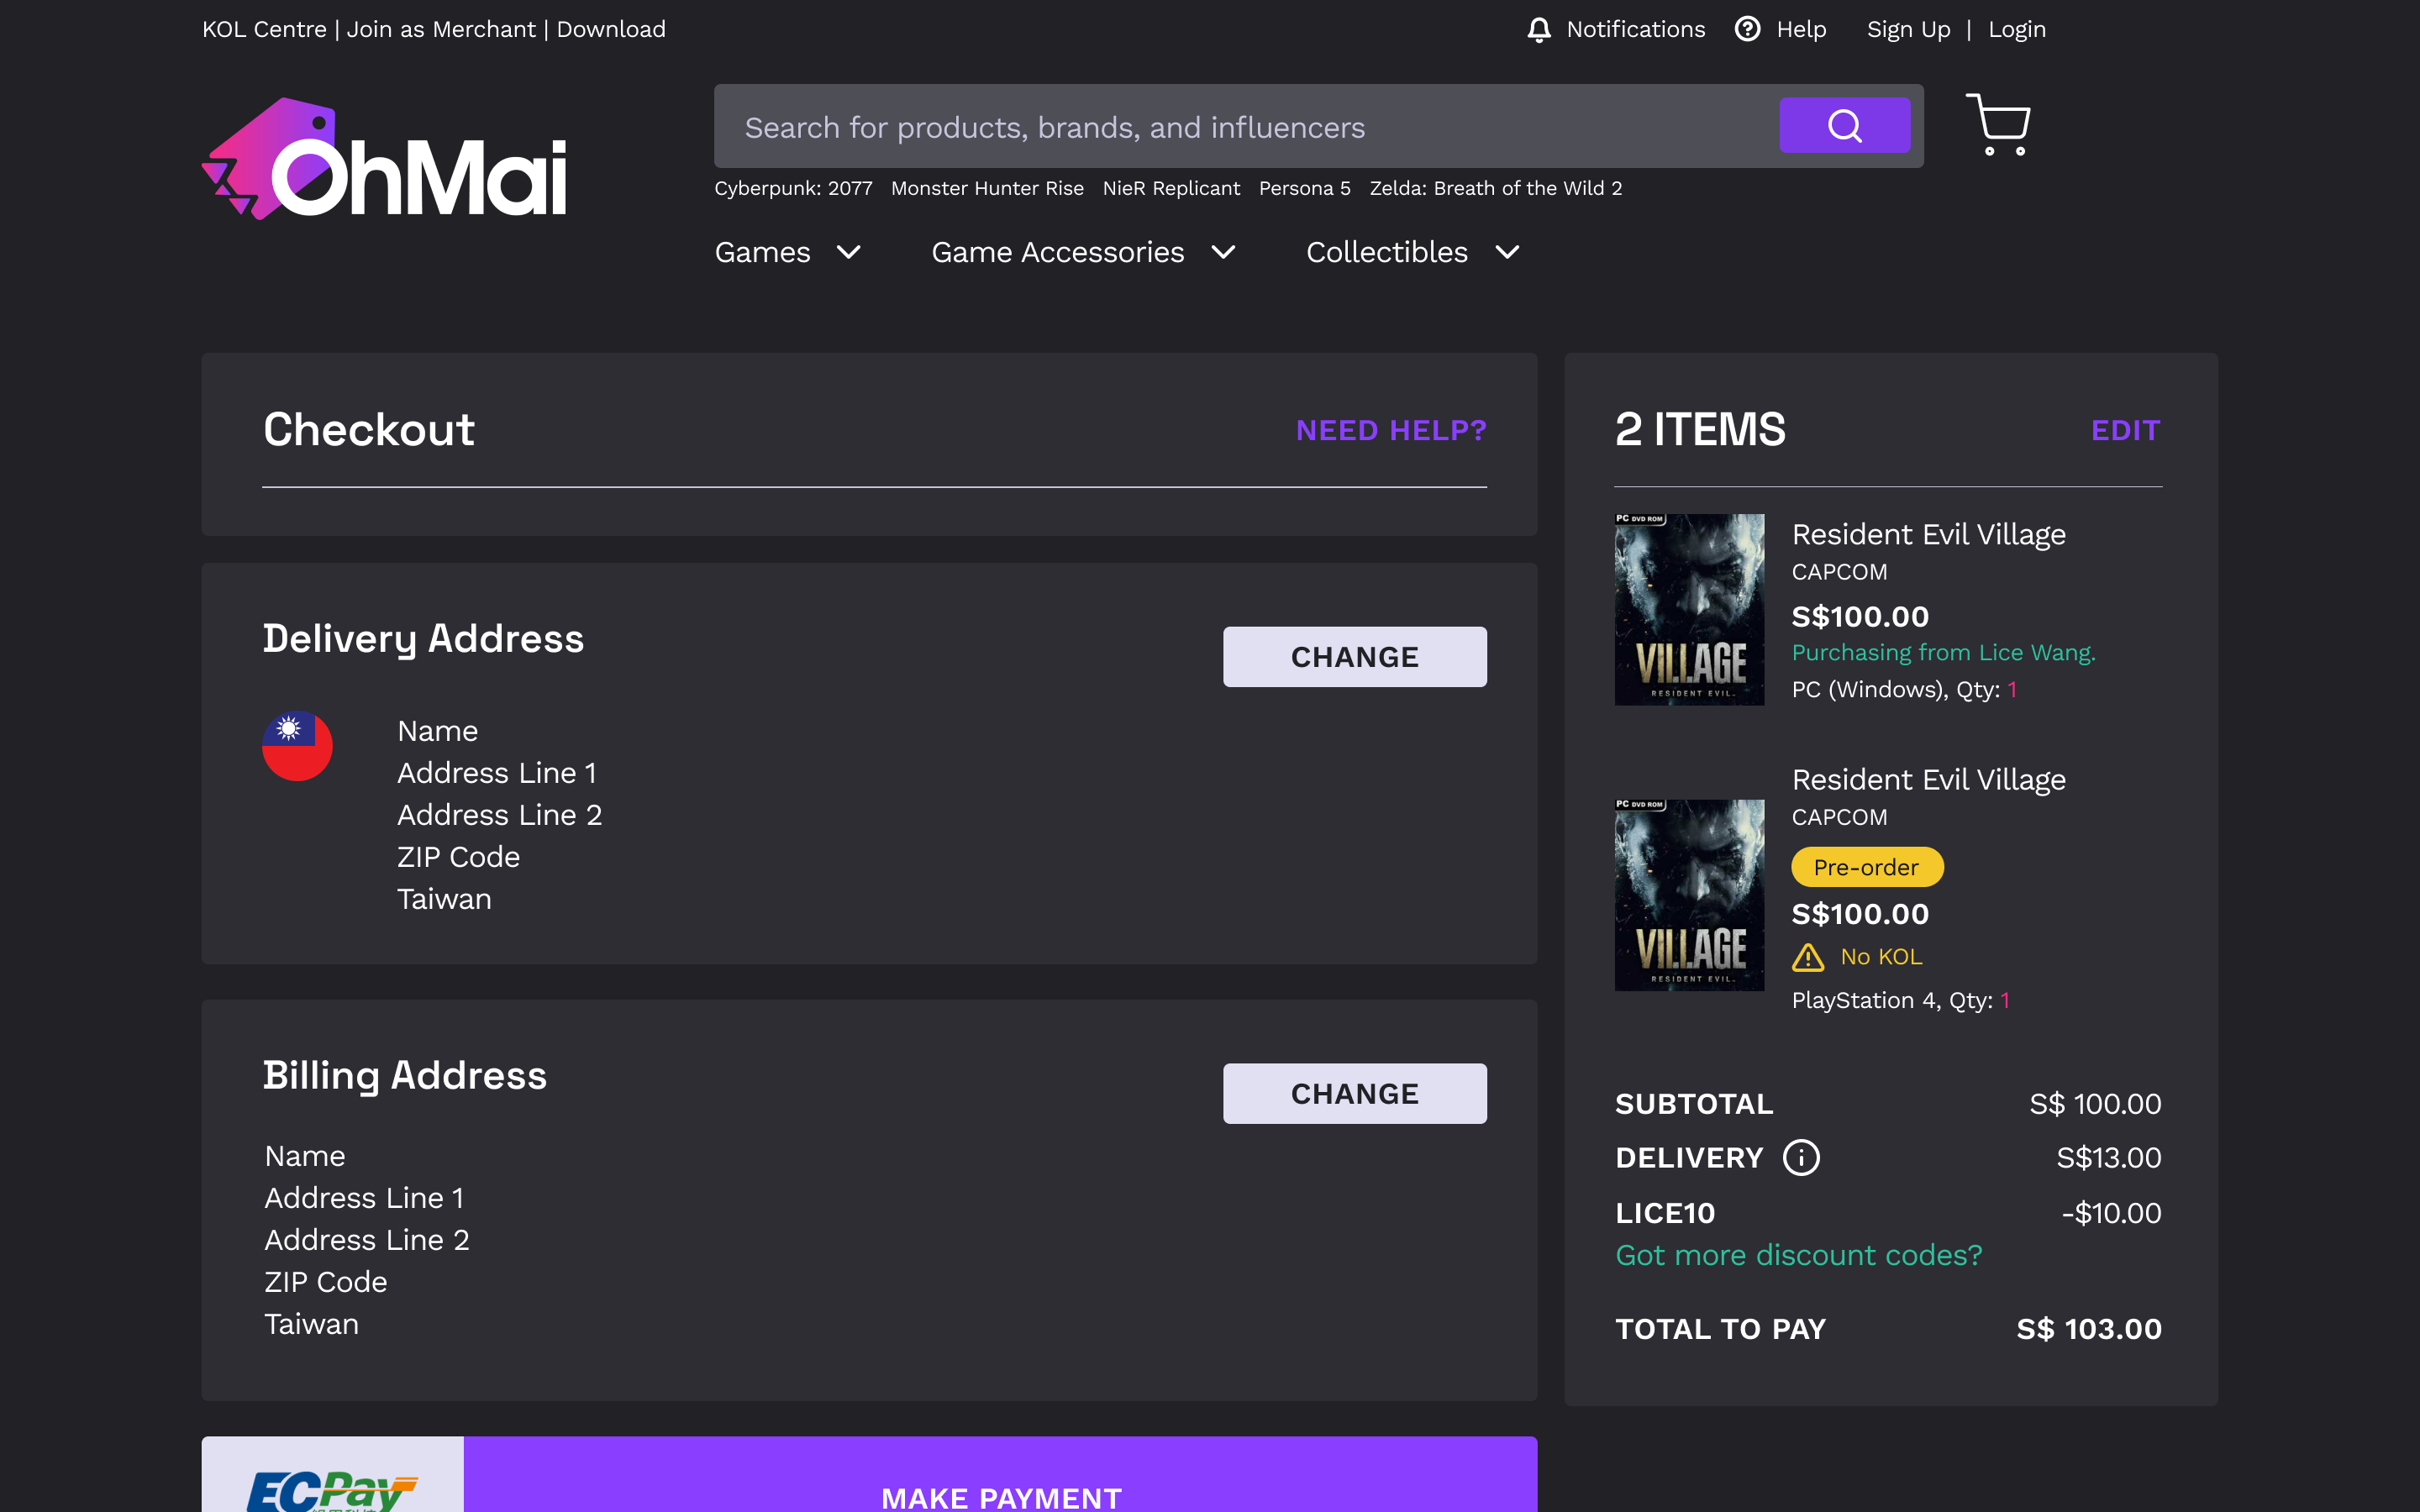 KOL Centre | Join as Merchant | Download
Notifications Help Sign Up | Login
OhMai
Search for products, brands, and influencers
Cyberpunk: 2077 Monster Hunter Rise NieR Replicant Persona 5 Zelda: Breath of the Wild 2
Games Game Accessories Collectibles
Checkout
NEED HELP?
Delivery Address
CHANGE
Name
Address Line 1
Address Line 2
ZIP Code
Taiwan
Billing Address
CHANGE
Name
Address Line 1
Address Line 2
ZIP Code
Taiwan
ECPay
MAKE PAYMENT
2 ITEMS
EDIT
PC DVD ROM
VILLAGE
RESIDENT EVIL
Resident Evil Village
CAPCOM
S$100.00
Purchasing from Lice Wang.
PC (Windows), Qty: 1
PC DVD ROM
VILLAGE
RESIDENT EVIL
Resident Evil Village
CAPCOM
Pre-order
S$100.00
No KOL
PlayStation 4, Qty: 1
SUBTOTAL S$ 100.00
DELIVERY S$13.00
LICE10 -$10.00
Got more discount codes?
TOTAL TO PAY S$ 103.00